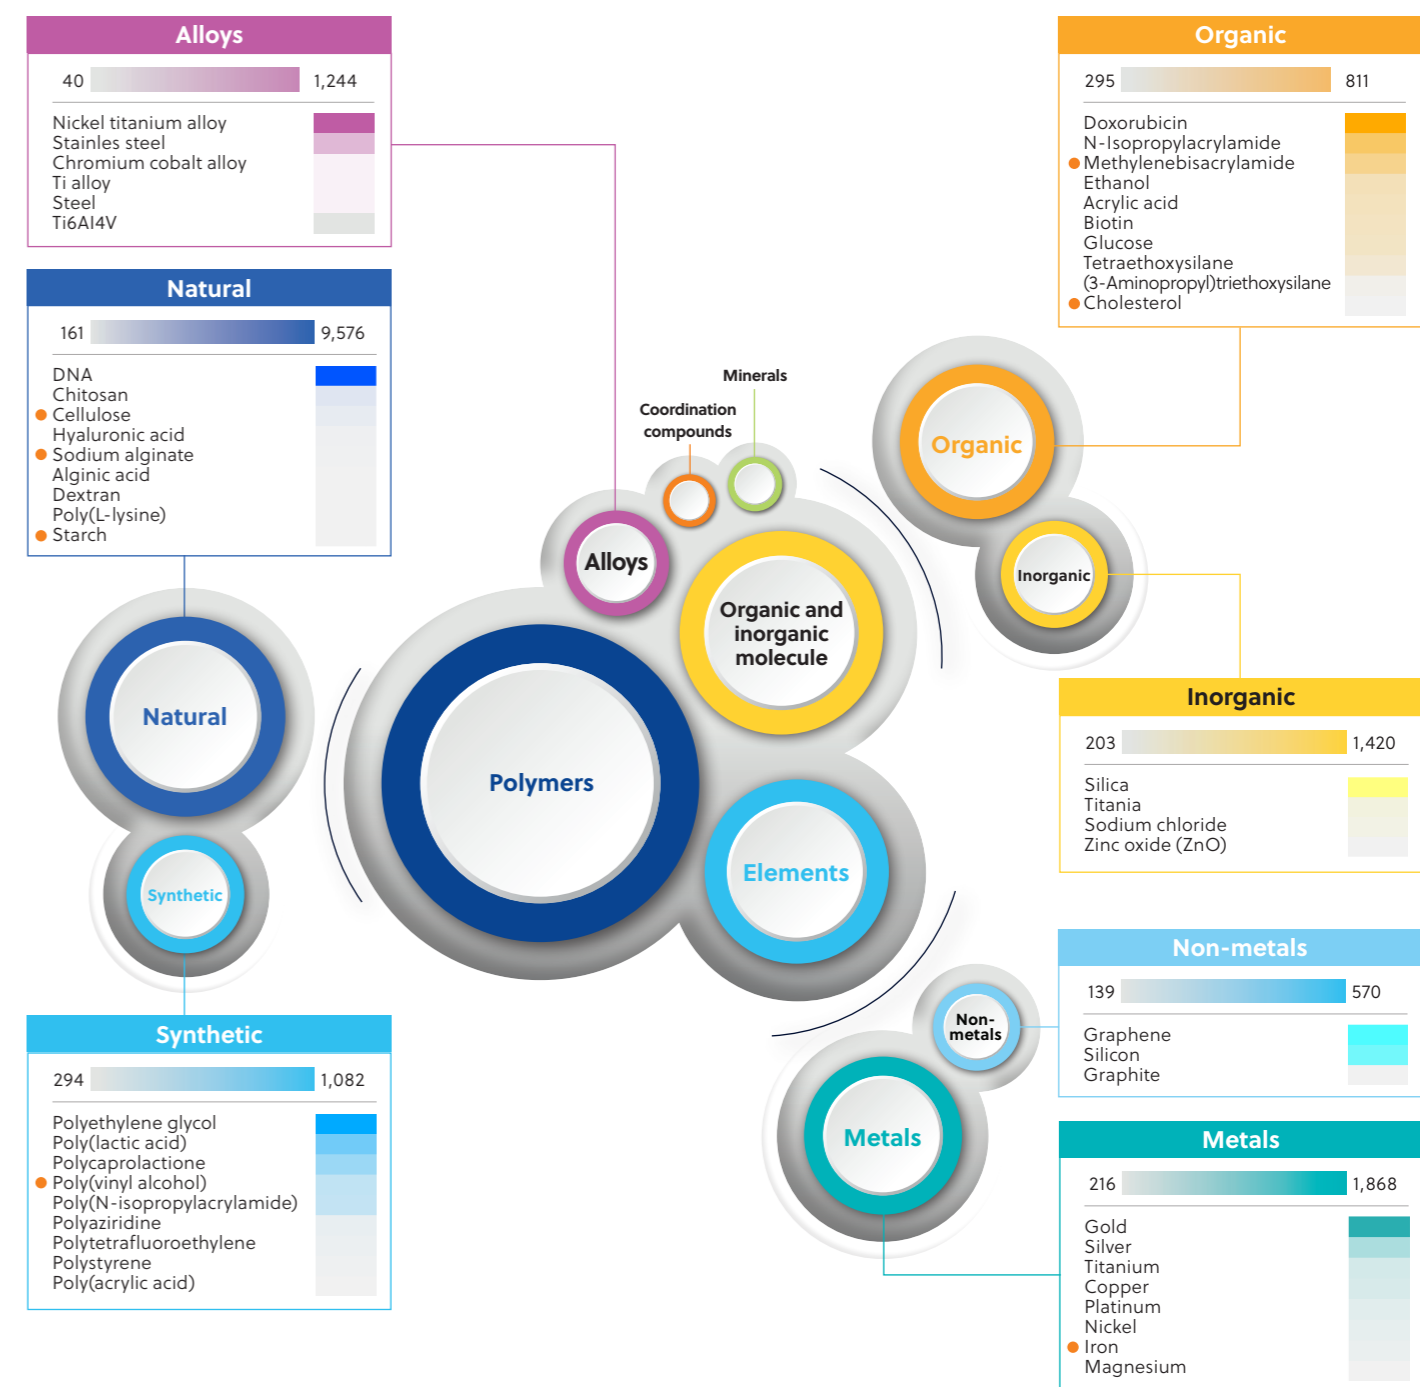 Alloys
40 1,244
Nickel titanium alloy
Stainles steel
Chromium cobalt alloy
Ti alloy
Steel
Ti6Al4V
Natural
161 9,576
DNA
Chitosan
Cellulose
Hyaluronic acid
Sodium alginate
Alginic acid
Dextran
Poly(L-lysine)
Starch
Natural
Synthetic
Synthetic
294 1,082
Polyethylene glycol
Poly(lactic acid)
Polycaprolactione
Poly(vinyl alcohol)
Poly(N-isopropylacrylamide)
Polyaziridine
Polytetrafluoroethylene
Polystyrene
Poly(acrylic acid)
Minerals
Coordination
compounds
Alloys
Organic and
inorganic
molecule
Polymers
Elements
Organic
Inorganic
Non-
metals
Metals
Organic
295 811
Doxorubicin
N-Isopropylacrylamide
Methylenebisacrylamide
Ethanol
Acrylic acid
Biotin
Glucose
Tetraethoxysilane
(3-Aminopropyl)triethoxysilane
Cholesterol
Inorganic
203 1,420
Silica
Titania
Sodium chloride
Zinc oxide (ZnO)
Non-metals
139 570
Graphene
Silicon
Graphite
Metals
216 1,868
Gold
Silver
Titanium
Copper
Platinum
Nickel
Iron
Magnesium